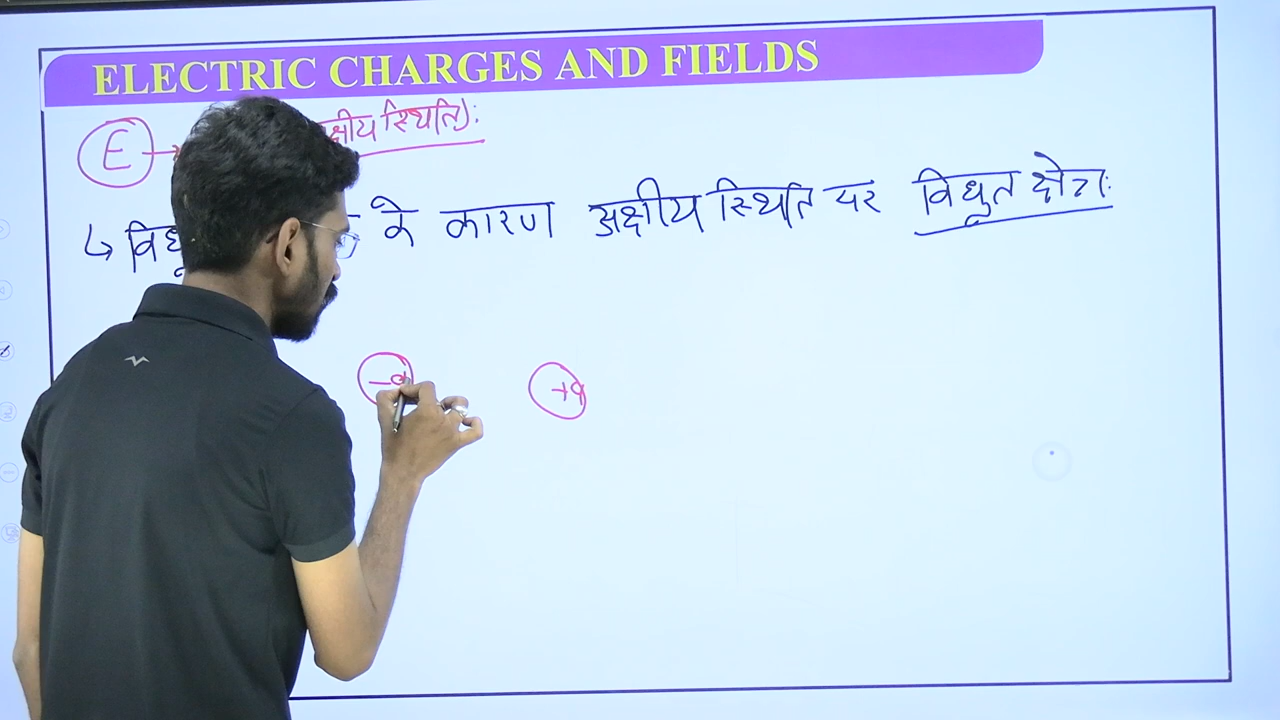 ELECTRIC CHARGES AND FIELDS
E → क्षीय स्थिति):
↳ विधु के कारण अक्षीय स्थिति पर विधुत क्षेत्र:
-q +q